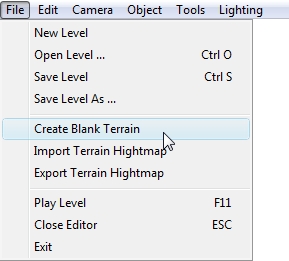 File Edit Camera Object Tools Lighting
New Level
Open Level ... Ctrl O
Save Level Ctrl S
Save Level As ...
Create Blank Terrain
Import Terrain Hightmap
Export Terrain Hightmap
Play Level F11
Close Editor ESC
Exit